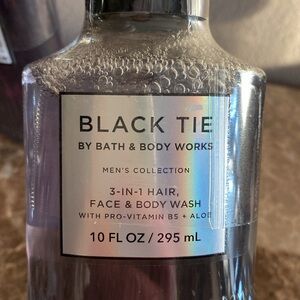 BLACK TIE
BY BATH & BODY WORKS
MEN'S COLLECTION
3-IN-1 HAIR,
FACE & BODY WASH
WITH PRO-VITAMIN B5 + ALOE
10 FL OZ / 295 mL